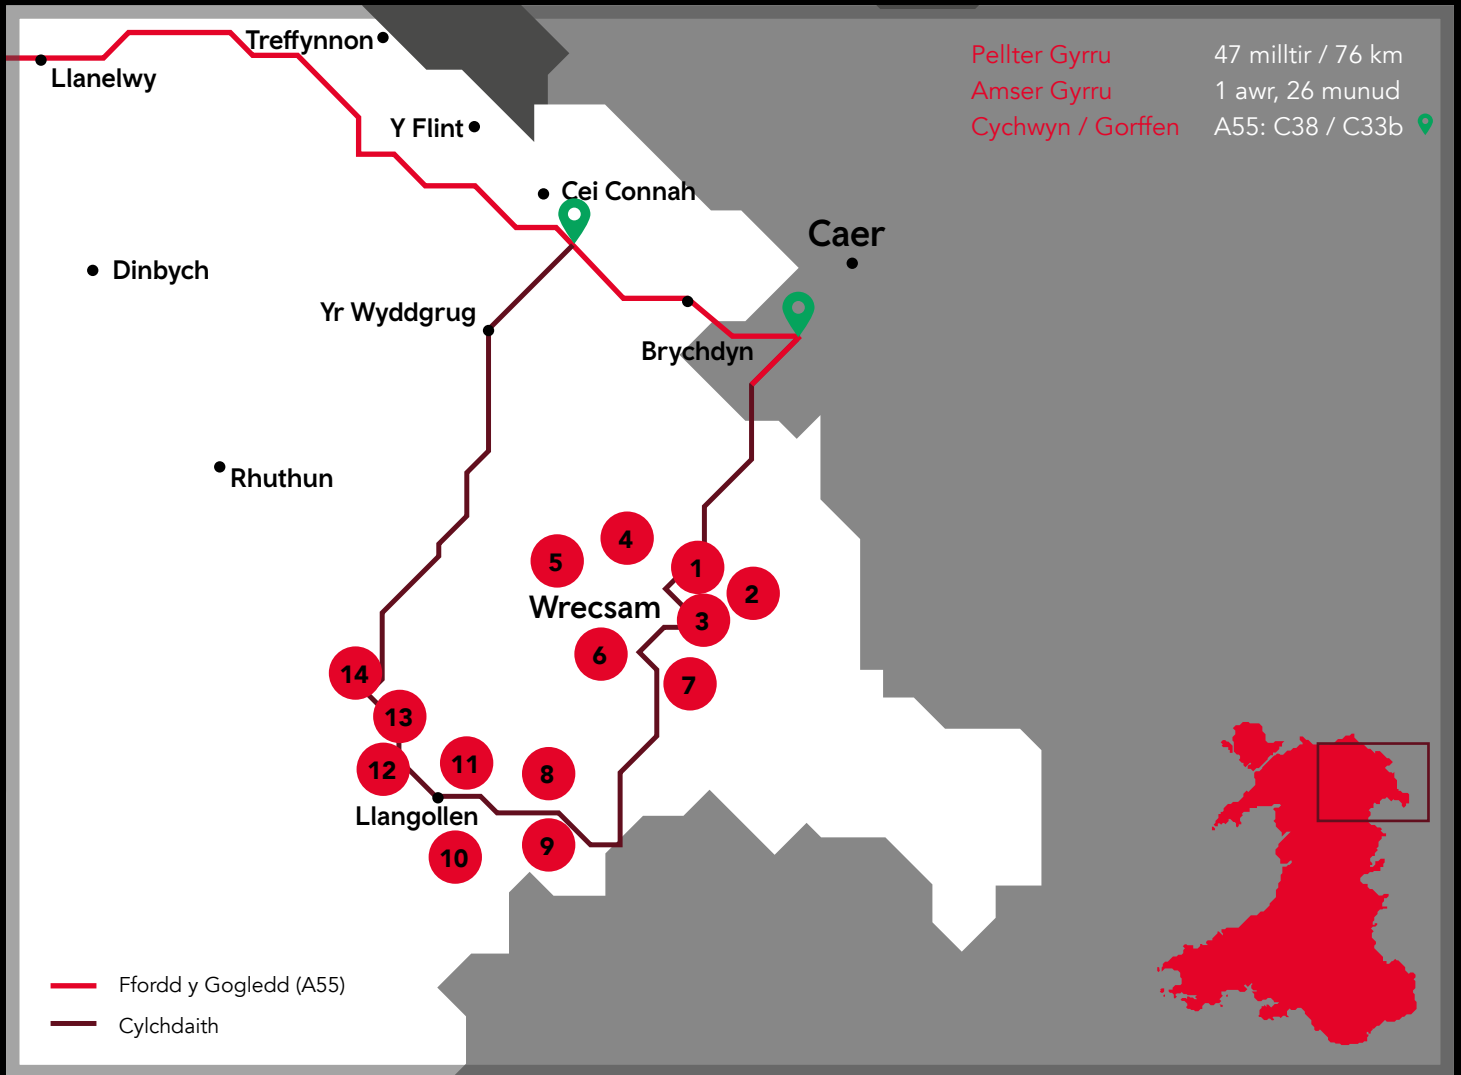 Treffynnon
Llanelwy
Y Flint
Cei Connah
Caer
Dinbych
Yr Wyddgrug
Brychdyn
Rhuthun
Wrecsam
Llangollen
1
2
3
4
5
6
7
8
9
10
11
12
13
14
Pellter Gyrru 47 milltir / 76 km
Amser Gyrru 1 awr, 26 munud
Cychwyn / Gorffen A55: C38 / C33b
Ffordd y Gogledd (A55)
Cylchdaith